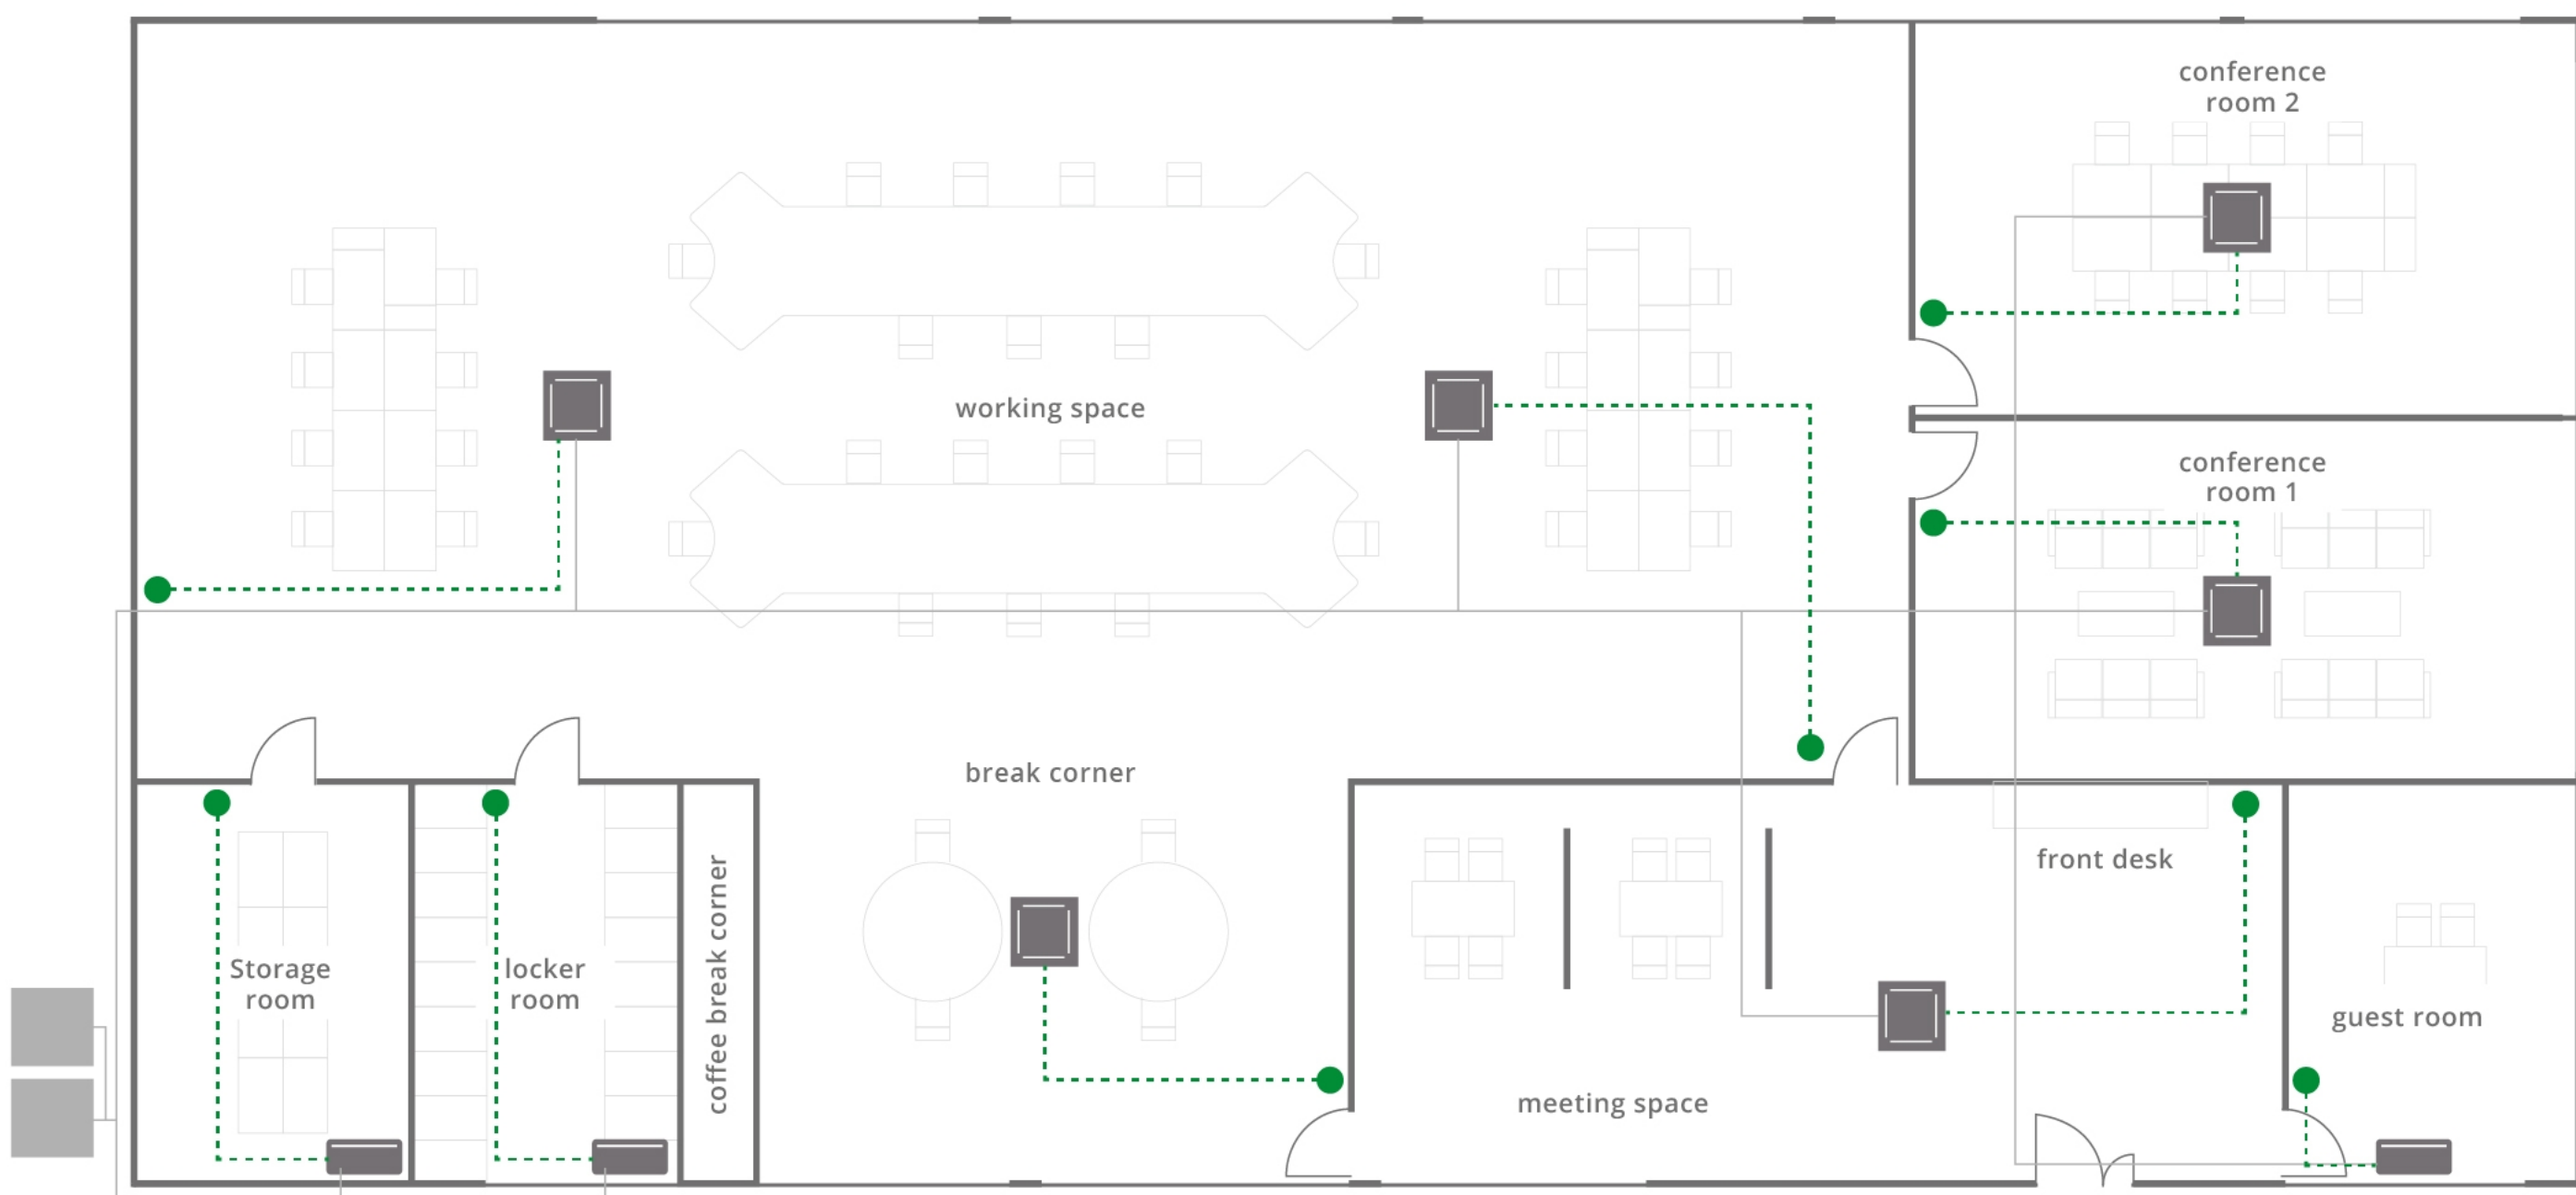 conference
room 2
working space
conference
room 1
break corner
front desk
coffee break corner
Storage
room
locker
room
guest room
meeting space